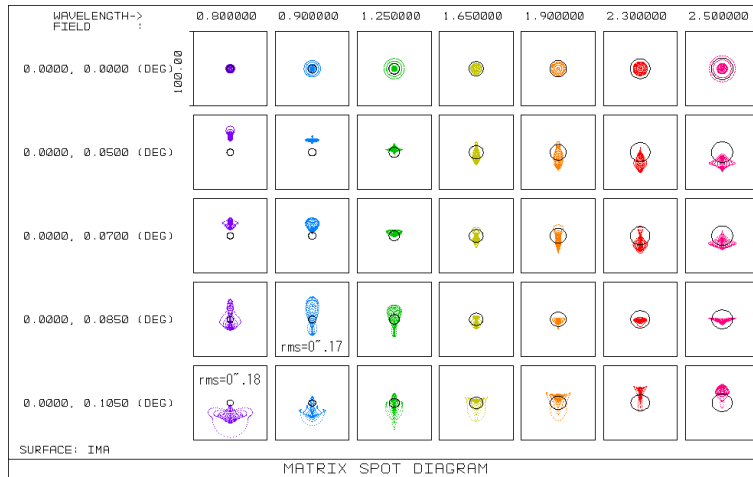 WAVELENGTH-> 0.800000 0.900000 1.250000 1.650000 1.900000 2.300000 2.500000
FIELD :
0.0000, 0.0000 (DEG) 100.00
0.0000, 0.0500 (DEG)
0.0000, 0.0700 (DEG)
0.0000, 0.0850 (DEG)
rms=0".17
rms=0".18
0.0000, 0.1050 (DEG)
SURFACE: IMA
MATRIX SPOT DIAGRAM